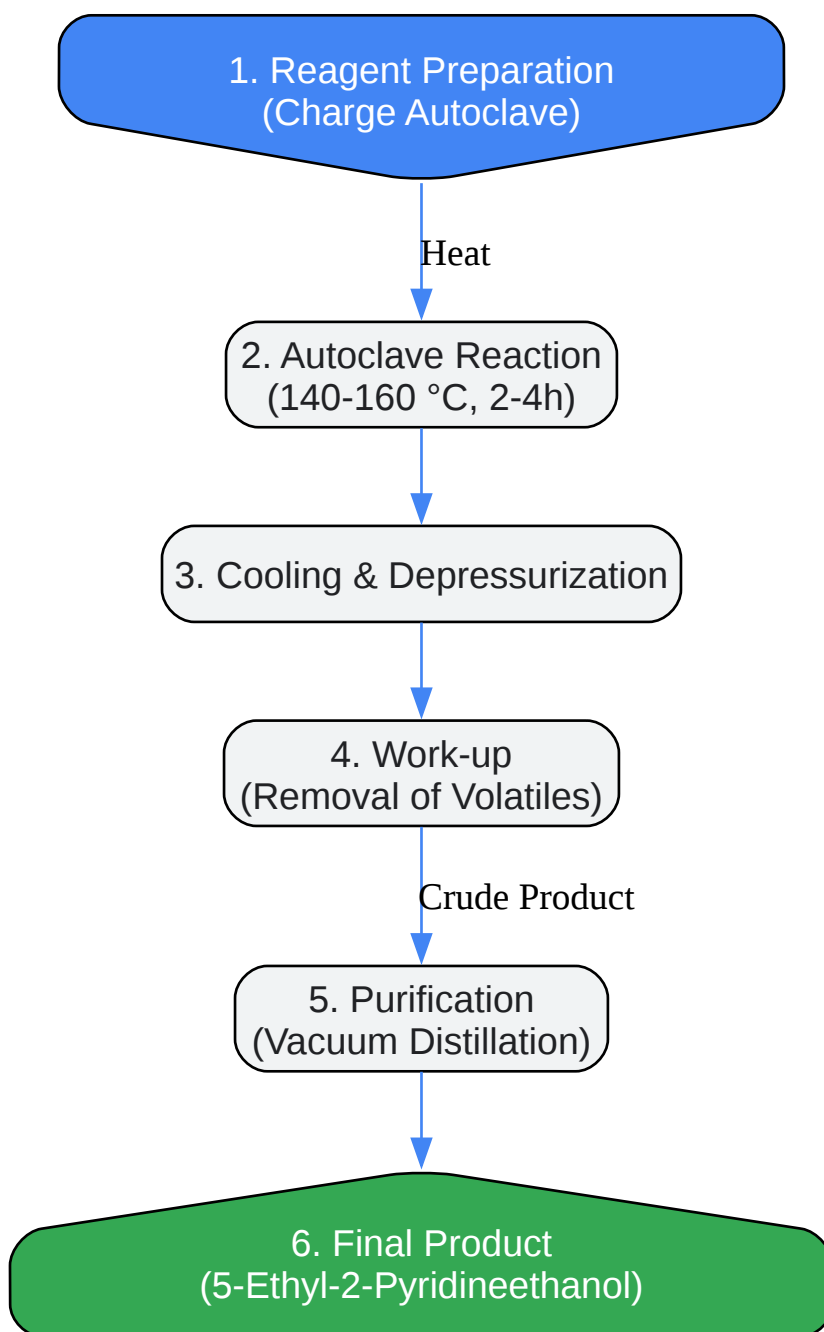 1. Reagent Preparation
(Charge Autoclave)
Heat
2. Autoclave Reaction
(140-160 °C, 2-4h)
3. Cooling & Depressurization
4. Work-up
(Removal of Volatiles)
Crude Product
5. Purification
(Vacuum Distillation)
6. Final Product
(5-Ethyl-2-Pyridineethanol)